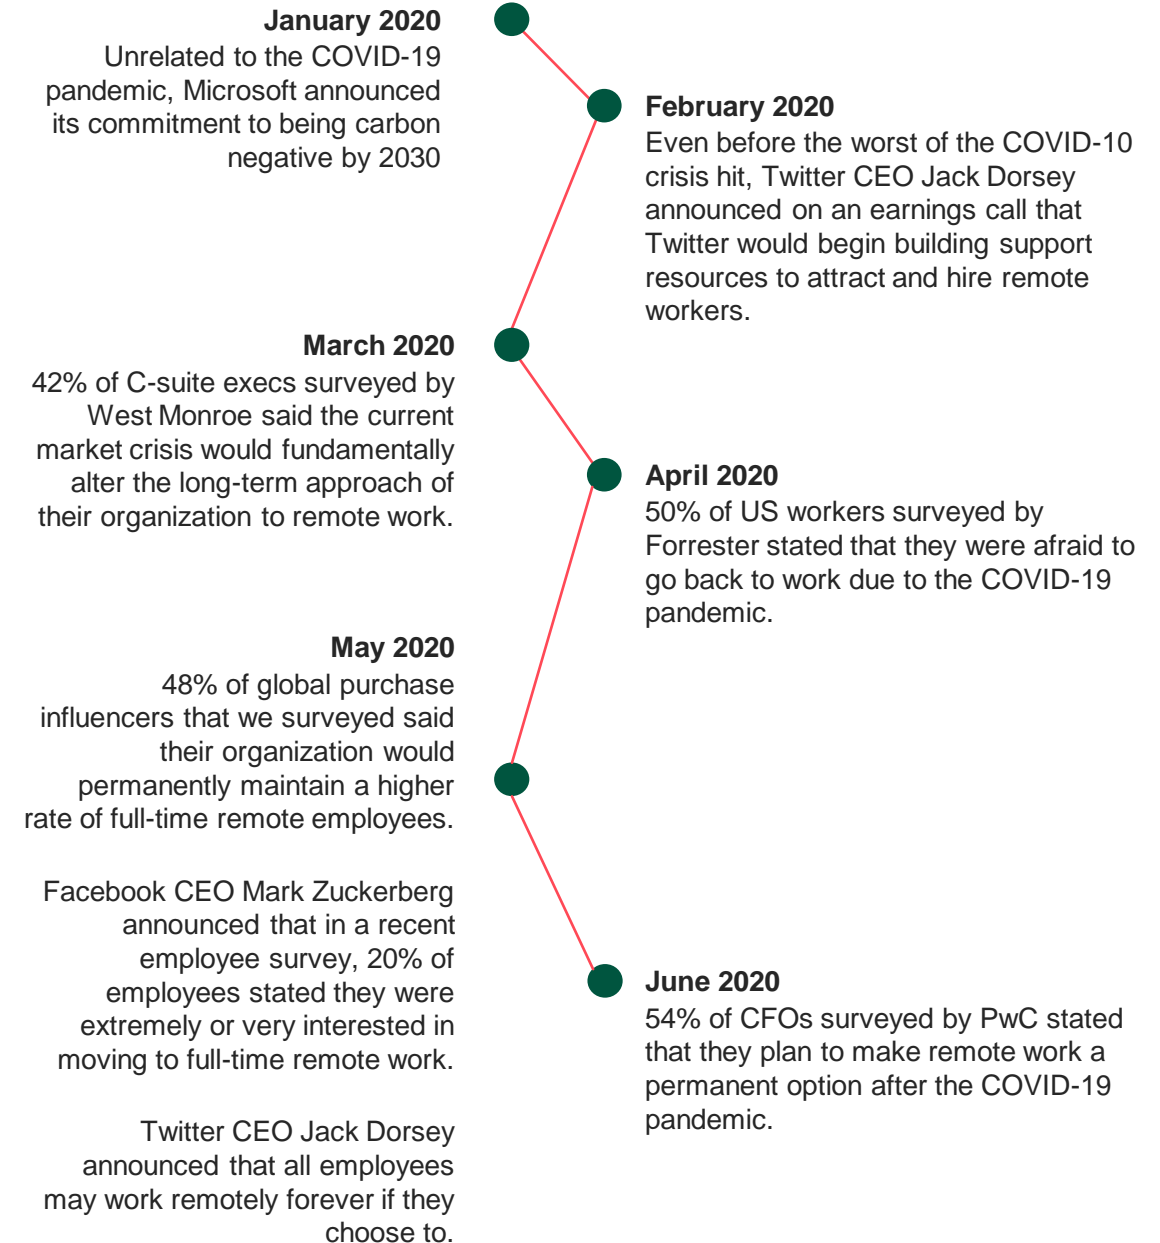 January 2020
Unrelated to the COVID-19
pandemic, Microsoft announced
its commitment to being carbon
negative by 2030
February 2020
Even before the worst of the COVID-10
crisis hit, Twitter CEO Jack Dorsey
announced on an earnings call that
Twitter would begin building support
resources to attract and hire remote
workers.
March 2020
42% of C-suite execs surveyed by
West Monroe said the current
market crisis would fundamentally
alter the long-term approach of
their organization to remote work.
April 2020
50% of US workers surveyed by
Forrester stated that they were afraid to
go back to work due to the COVID-19
pandemic.
May 2020
48% of global purchase
influencers that we surveyed said
their organization would
permanently maintain a higher
rate of full-time remote employees.
Facebook CEO Mark Zuckerberg
announced that in a recent
employee survey, 20% of
employees stated they were
extremely or very interested in
moving to full-time remote work.
Twitter CEO Jack Dorsey
announced that all employees
may work remotely forever if they
choose to.
June 2020
54% of CFOs surveyed by PwC stated
that they plan to make remote work a
permanent option after the COVID-19
pandemic.